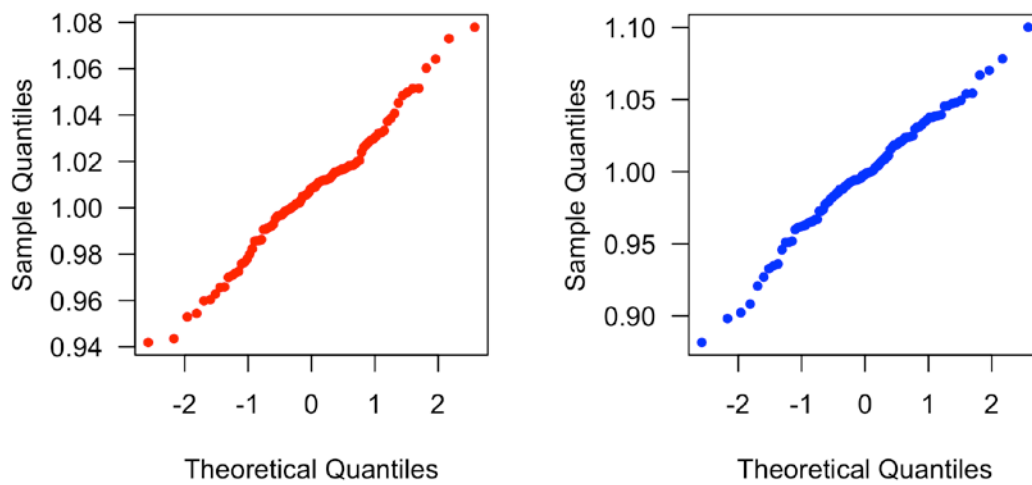 1.08
1.06
1.04
1.02
1.00
0.98
0.96
0.94
Sample Quantiles
-2 -1 0 1 2
Theoretical Quantiles
1.10
1.05
1.00
0.95
0.90
Sample Quantiles
-2 -1 0 1 2
Theoretical Quantiles